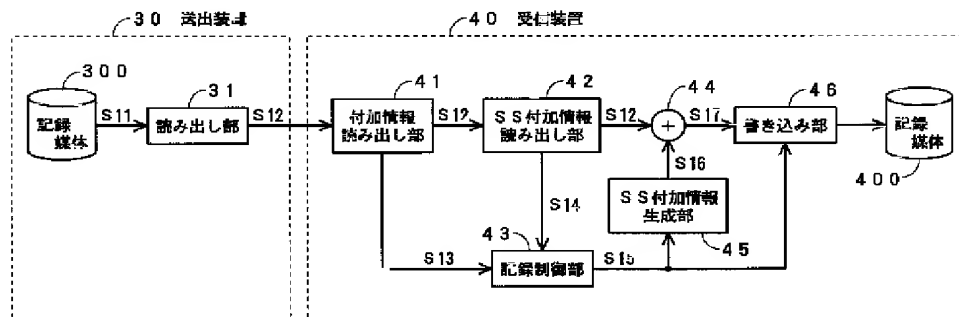 30 送出装置
40 受信装置
300
31
41
42
44
46
記録
媒体
S11
読み出し部
S12
付加情報
読み出し部
S12
SS付加情報
読み出し部
S12
S17
書き込み部
記録
媒体
400
S16
S14
SS付加情報
生成部
45
43
S13
記録制御部
S15